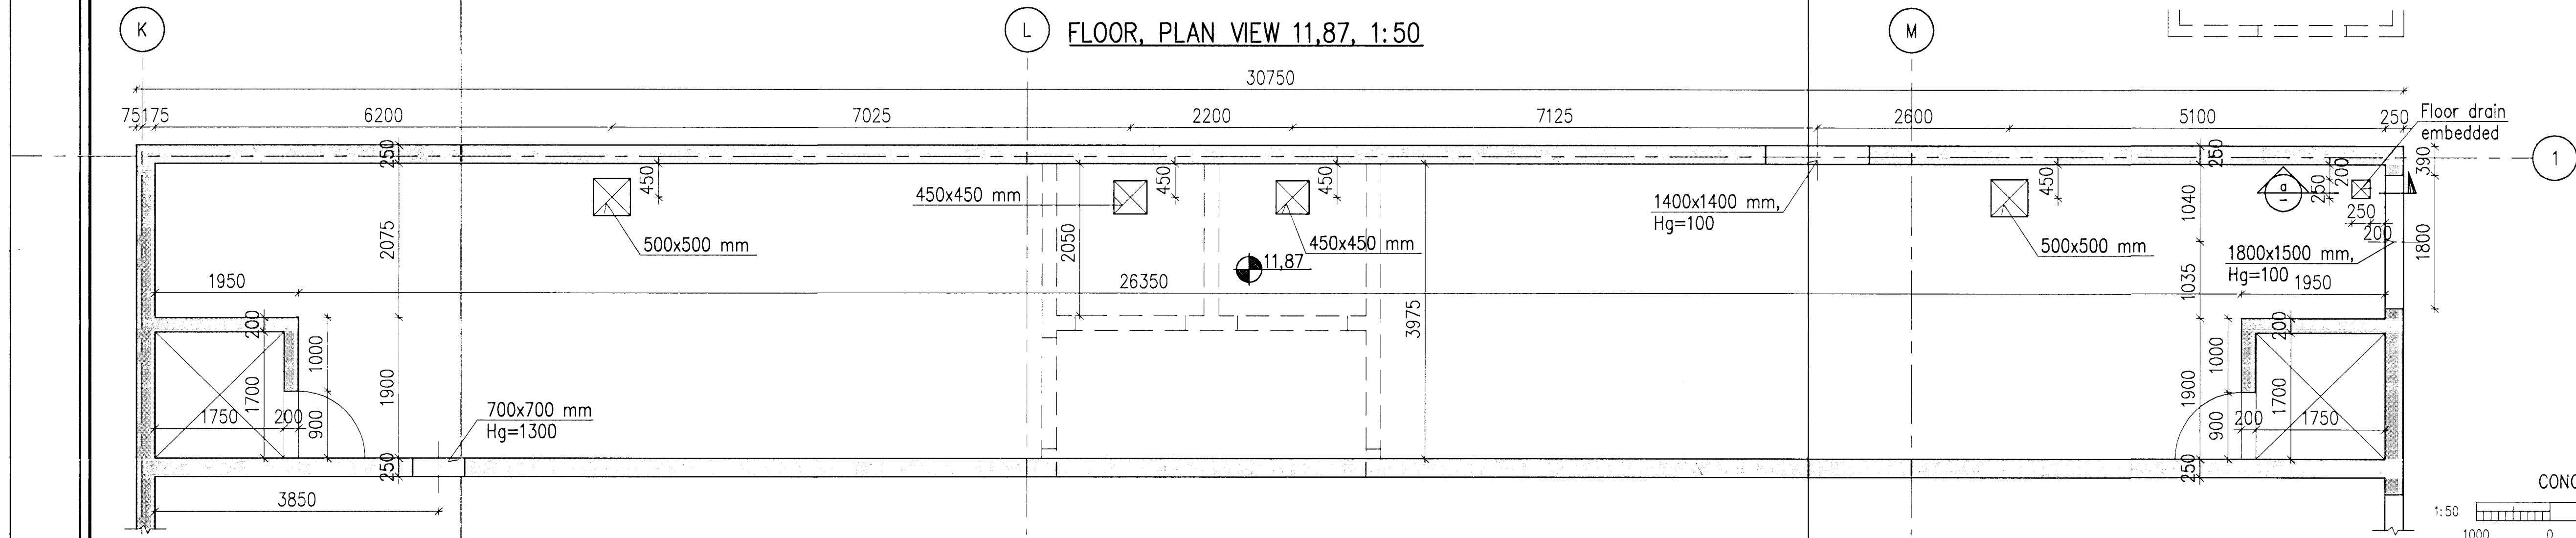 K
L
FLOOR, PLAN VIEW 11,87, 1:50
M
30750
75
175
6200
7025
2200
7125
2600
5100
250
Floor drain
embedded
1
250
450
450
450
450
250
390
200
250
a
1040
450x450 mm
1400x1400 mm,
Hg=100
250
200
500x500 mm
2075
2050
450x450 mm
500x500 mm
1800x1500 mm,
Hg=100
1800
11,87
1950
26350
1035
1950
3975
200
1000
1700
1900
200
1000
1700
1900
1750
200
900
700x700 mm
Hg=1300
900
200
1750
250
250
3850
CONC
1:50
1000
0